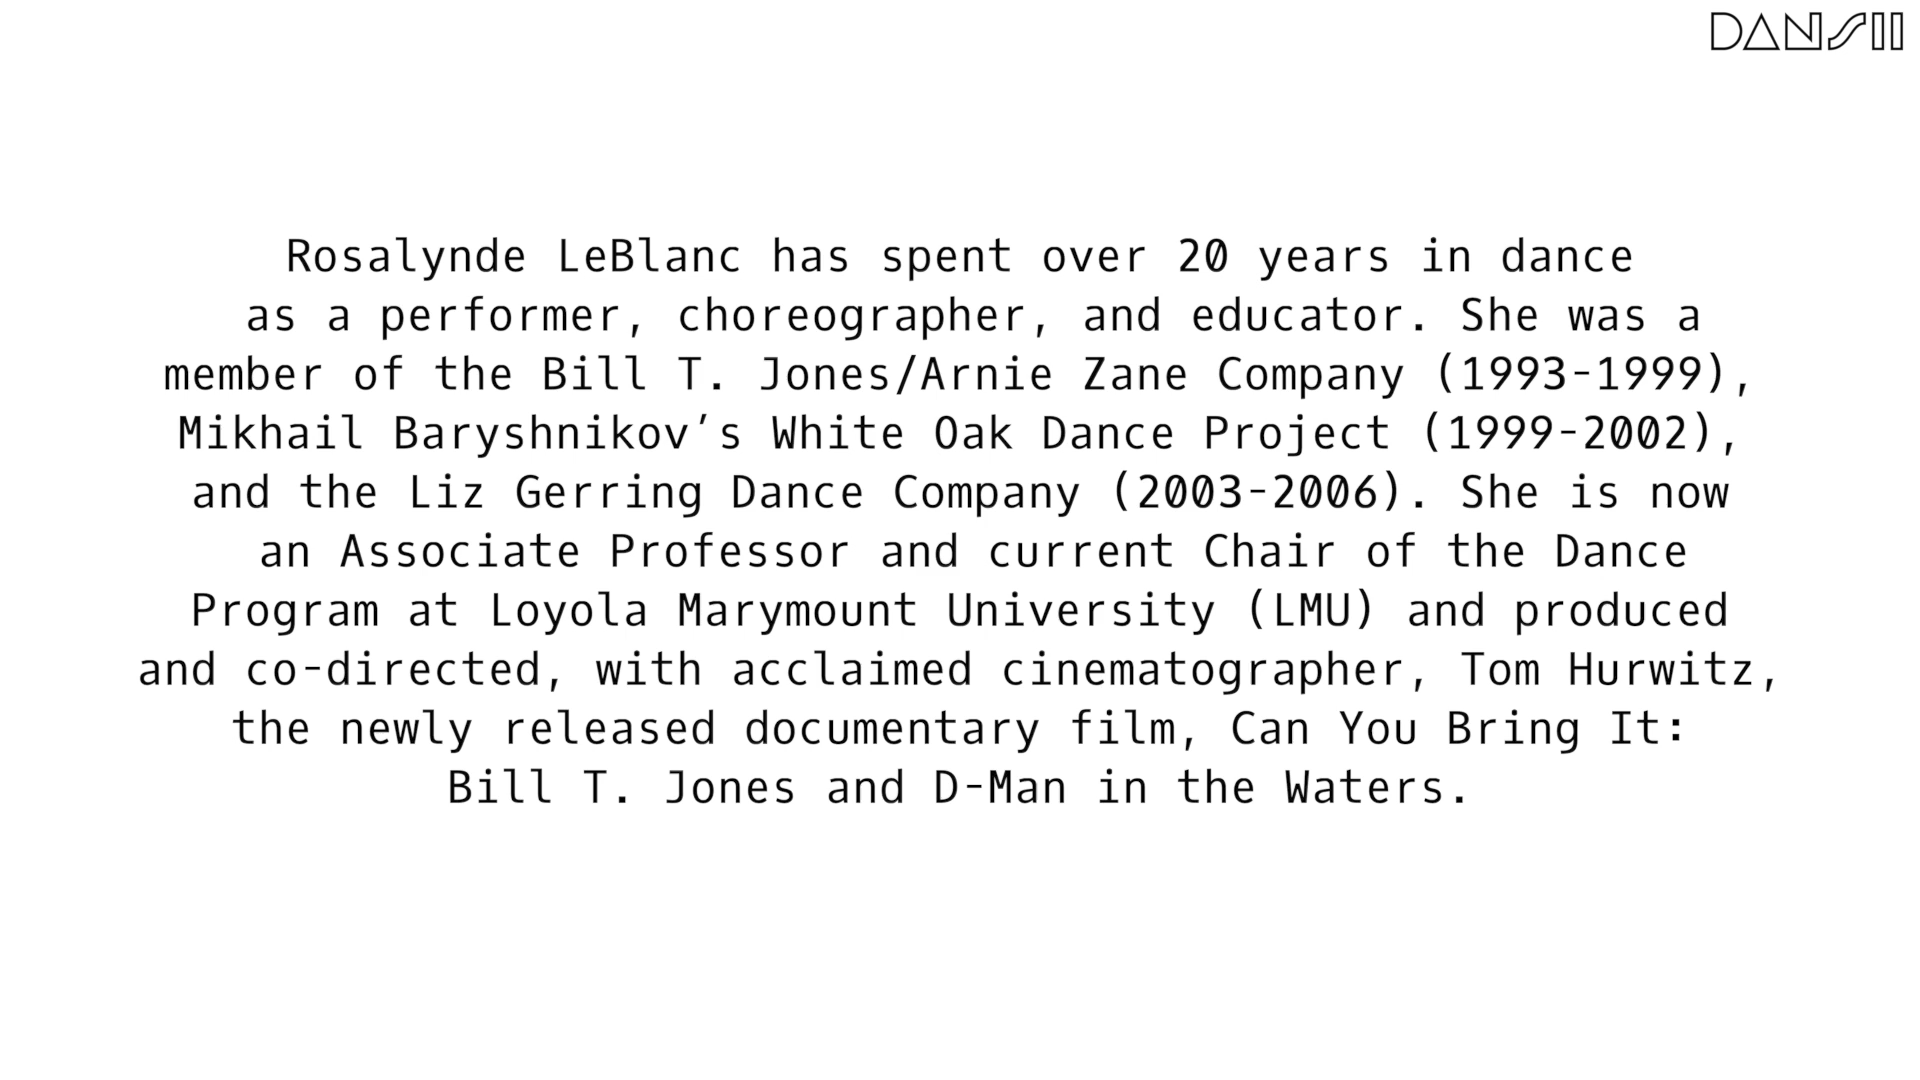 DANSII
Rosalynde LeBlanc has spent over 20 years in dance
as a performer, choreographer, and educator. She was a
member of the Bill T. Jones/Arnie Zane Company (1993-1999),
Mikhail Baryshnikov’s White Oak Dance Project (1999-2002),
and the Liz Gerring Dance Company (2003-2006). She is now
an Associate Professor and current Chair of the Dance
Program at Loyola Marymount University (LMU) and produced
and co-directed, with acclaimed cinematographer, Tom Hurwitz,
the newly released documentary film, Can You Bring It:
Bill T. Jones and D-Man in the Waters.